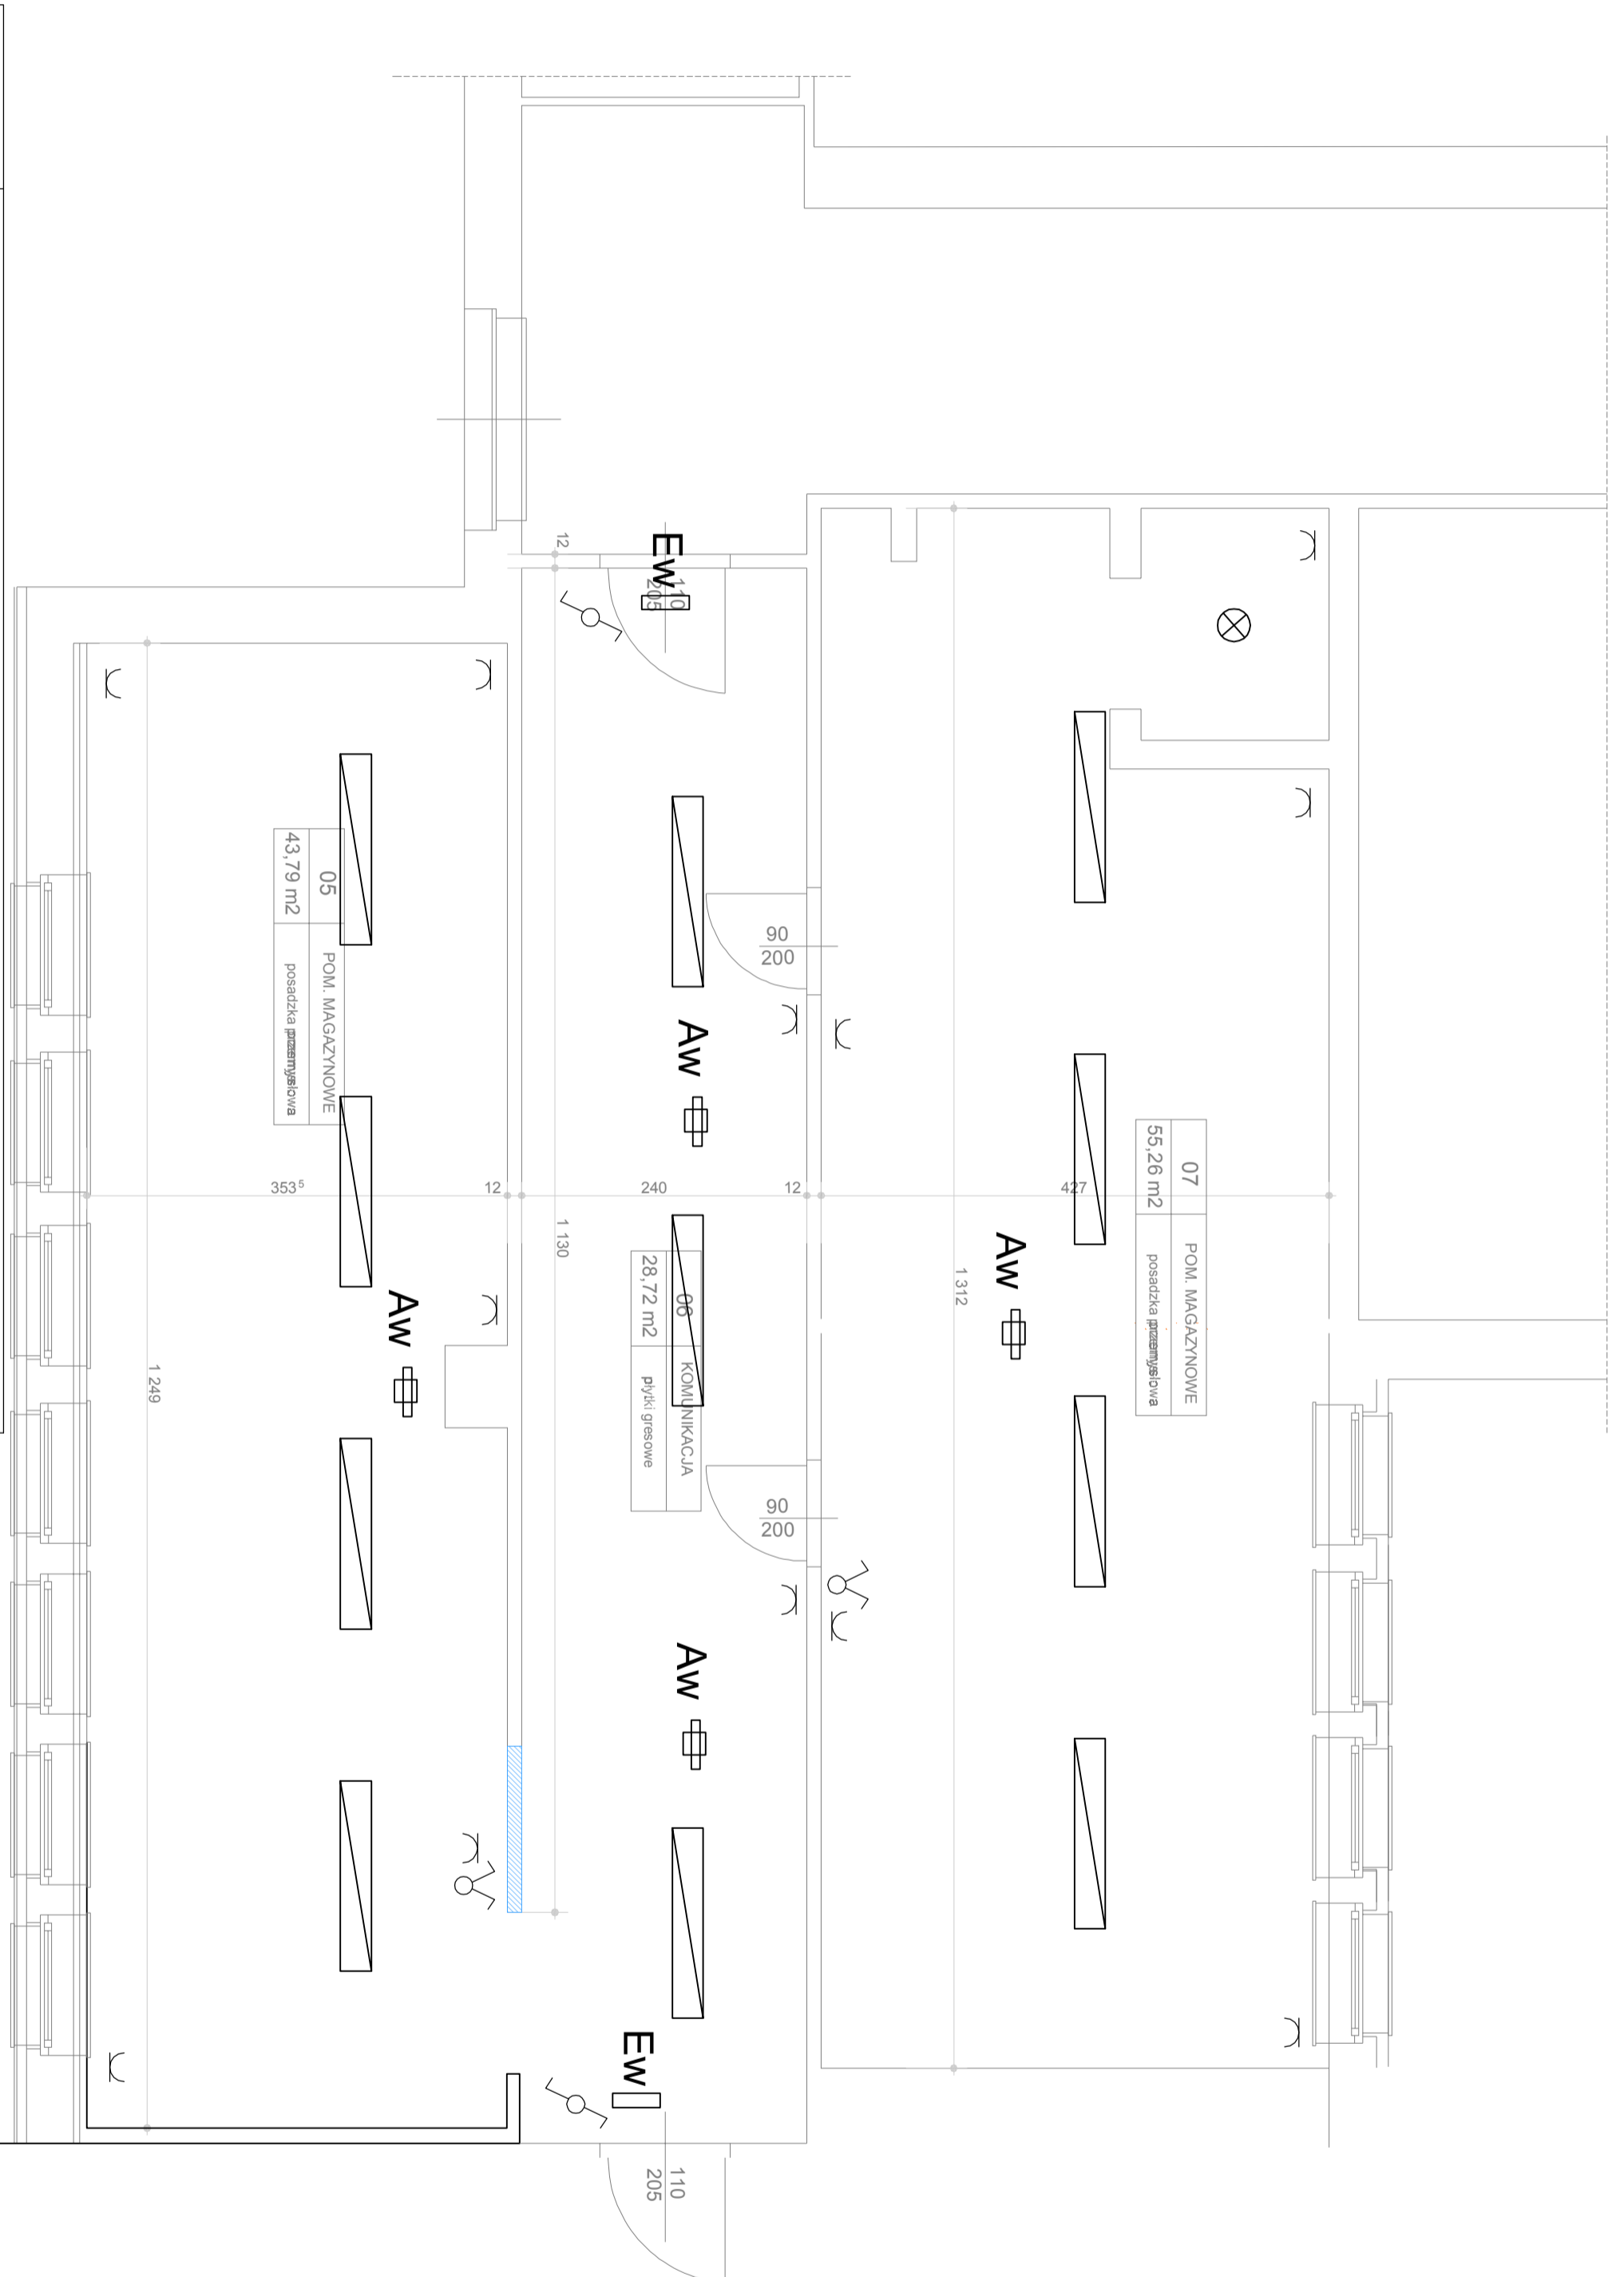 12
Ew
110
205
05
POM. MAGAZYNOWE
43,79 m2
posadzka przemysłowa
90
200
Aw
353⁵
12
240
12
427
1 130
1 312
1 249
Aw
Aw
07
POM. MAGAZYNOWE
55,26 m2
posadzka przemysłowa
06
KOMUNIKACJA
28,72 m2
płytki gresowe
90
200
Aw
Ew
110
205